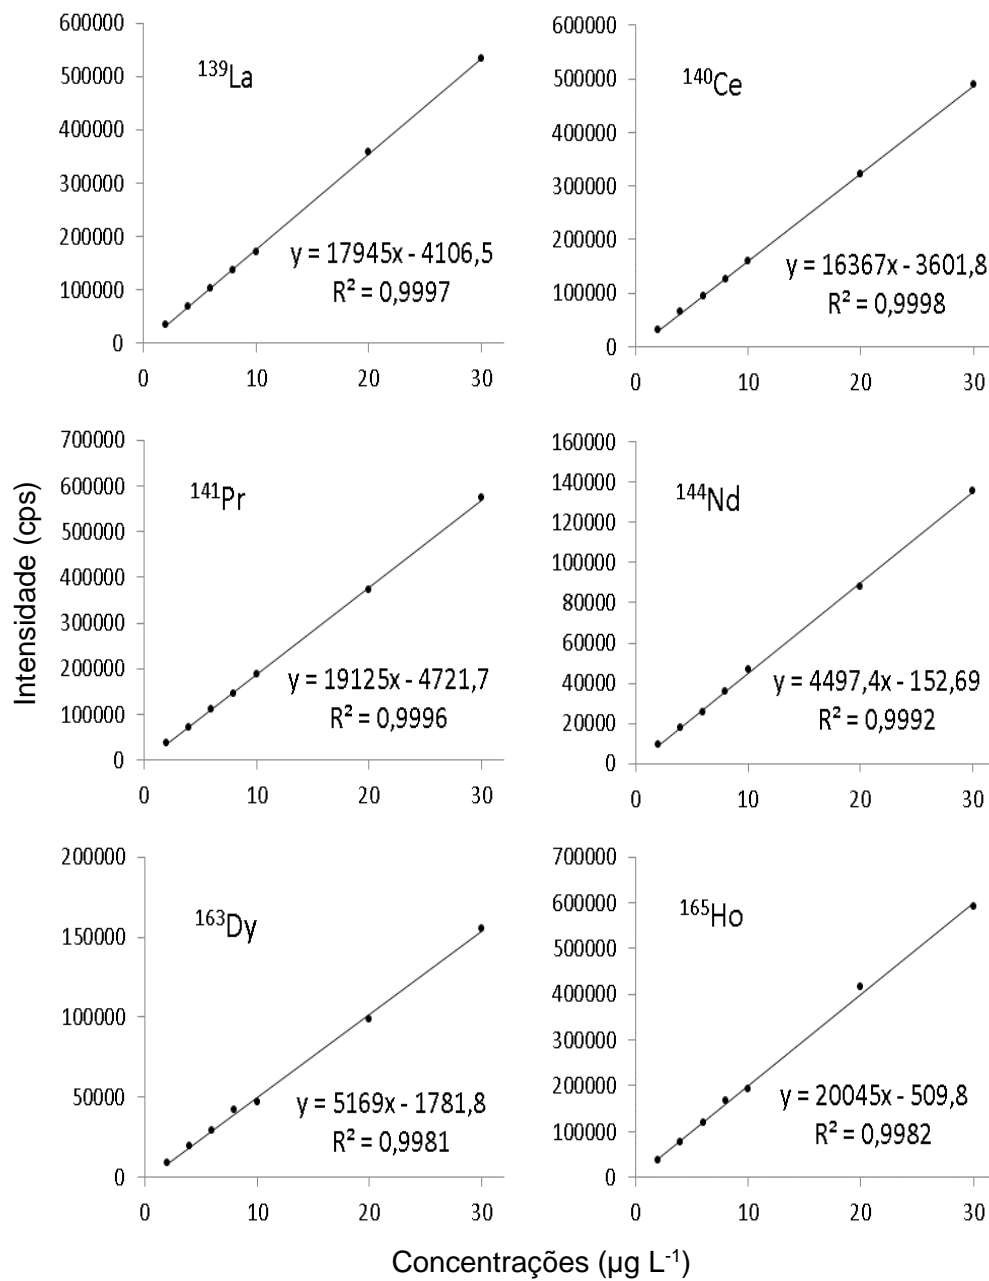 600000
500000
400000
300000
200000
100000
0
0 10 20 30
¹³⁹La
y = 17945x - 4106,5
R² = 0,9997
600000
500000
400000
300000
200000
100000
0
0 10 20 30
¹⁴⁰Ce
y = 16367x - 3601,8
R² = 0,9998
Intensidade (cps)
700000
600000
500000
400000
300000
200000
100000
0
0 10 20 30
¹⁴¹Pr
y = 19125x - 4721,7
R² = 0,9996
160000
140000
120000
100000
80000
60000
40000
20000
0
0 10 20 30
¹⁴⁴Nd
y = 4497,4x - 152,69
R² = 0,9992
200000
150000
100000
50000
0
0 10 20 30
¹⁶³Dy
y = 5169x - 1781,8
R² = 0,9981
700000
600000
500000
400000
300000
200000
100000
0
0 10 20 30
¹⁶⁵Ho
y = 20045x - 509,8
R² = 0,9982
Concentrações (µg L⁻¹)